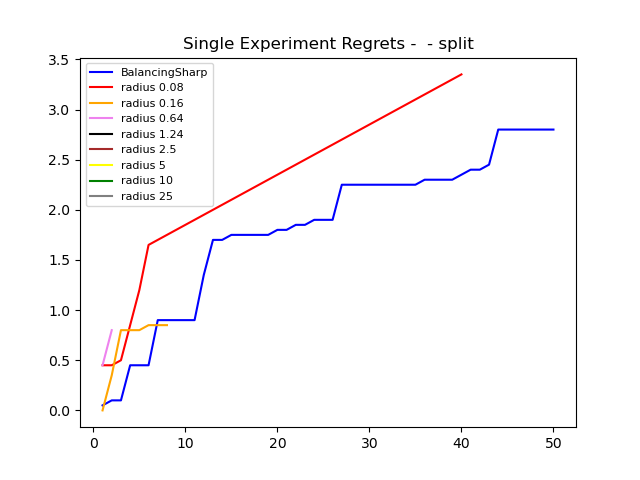 Single Experiment Regrets -  - split
BalancingSharp
radius 0.08
radius 0.16
radius 0.64
radius 1.24
radius 2.5
radius 5
radius 10
radius 25
3.5
3.0
2.5
2.0
1.5
1.0
0.5
0.0
0 10 20 30 40 50